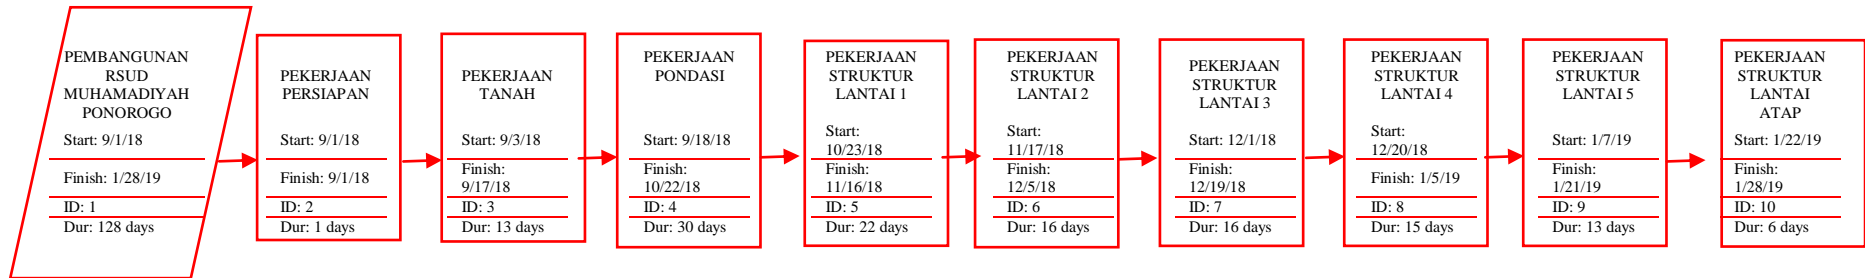 PEMBANGUNAN
RSUD
MUHAMADIYAH
PONOROGO
Start: 9/1/18
Finish: 1/28/19
ID: 1
Dur: 128 days
PEKERJAAN
PERSIAPAN
Start: 9/1/18
Finish: 9/1/18
ID: 2
Dur: 1 days
PEKERJAAN
TANAH
Start: 9/3/18
Finish:
9/17/18
ID: 3
Dur: 13 days
PEKERJAAN
PONDASI
Start: 9/18/18
Finish:
10/22/18
ID: 4
Dur: 30 days
PEKERJAAN
STRUKTUR
LANTAI 1
Start:
10/23/18
Finish:
11/16/18
ID: 5
Dur: 22 days
PEKERJAAN
STRUKTUR
LANTAI 2
Start:
11/17/18
Finish:
12/5/18
ID: 6
Dur: 16 days
PEKERJAAN
STRUKTUR
LANTAI 3
Start: 12/1/18
Finish:
12/19/18
ID: 7
Dur: 16 days
PEKERJAAN
STRUKTUR
LANTAI 4
Start:
12/20/18
Finish: 1/5/19
ID: 8
Dur: 15 days
PEKERJAAN
STRUKTUR
LANTAI 5
Start: 1/7/19
Finish:
1/21/19
ID: 9
Dur: 13 days
PEKERJAAN
STRUKTUR
LANTAI
ATAP
Start: 1/22/19
Finish:
1/28/19
ID: 10
Dur: 6 days